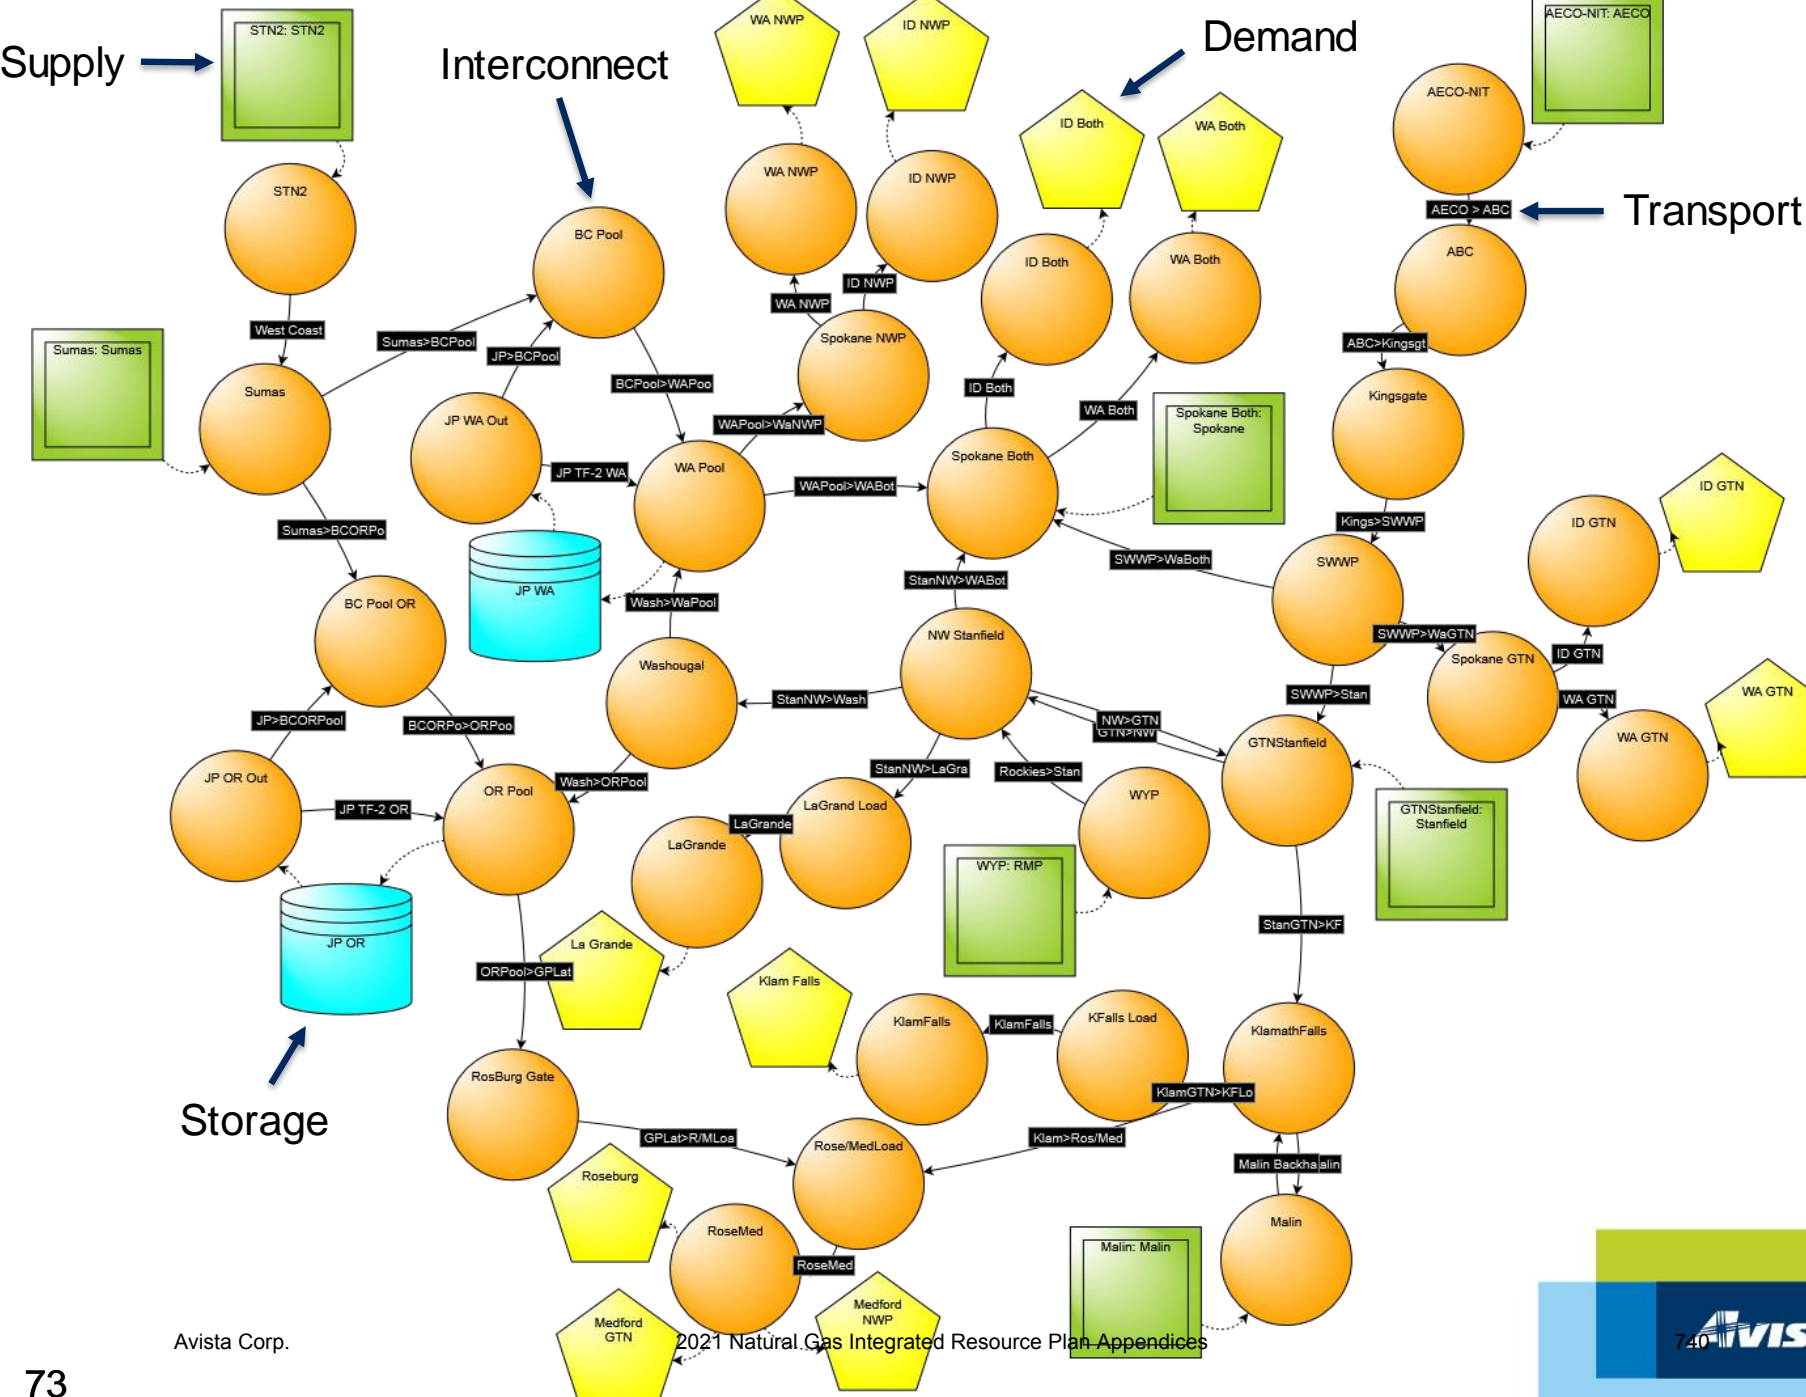 WA NWP
ID NWP
AECO-NIT: AECO
STN2: STN2
Supply
Interconnect
Demand
AECO-NIT
ID Both
WA Both
STN2
WA NWP
ID NWP
AECO > ABC
Transport
BC Pool
ID Both
WA Both
ABC
ID NWP
WA NWP
West Coast
Sumas>BCPool
JP>BCPool
Spokane NWP
ABC>Kingsgt
Sumas: Sumas
Sumas
BCPool>WAPoo
ID Both
Kingsgate
JP WA Out
WAPool>WaNWP
WA Both
Spokane Both:
Spokane
JP TF-2 WA
WA Pool
WAPool>WABot
Spokane Both
ID GTN
Sumas>BCORPo
Kings>SWWP
ID GTN
SWWP>WaBoth
SWWP
StanNW>WABot
JP WA
Wash>WaPool
BC Pool OR
NW Stanfield
SWWP>WaGTN
Spokane GTN
ID GTN
Washougal
SWWP>Stan
WA GTN
WA GTN
StanNW>Wash
JP>BCORPool
BCORPo>ORPoo
NW>GTN
GTN>NW
GTNStanfield
WA GTN
JP OR Out
Wash>ORPool
StanNW>LaGra
Rockies>Stan
OR Pool
JP TF-2 OR
LaGrand Load
WYP
GTNStanfield:
Stanfield
LaGrande
LaGrande
WYP: RMP
JP OR
La Grande
StanGTN>KF
ORPool>GPLat
Klam Falls
KlamFalls
KlamFalls
KFalls Load
KlamathFalls
RosBurg Gate
KlamGTN>KFLo
Storage
GPLat>R/MLoa
Rose/MedLoad
Klam>Ros/Med
Malin Backha
alin
Roseburg
RoseMed
Malin
Malin: Malin
RoseMed
Medford
NWP
Medford
GTN
Avista Corp.
2021 Natural Gas Integrated Resource Plan Appendices
740
AVIS
73